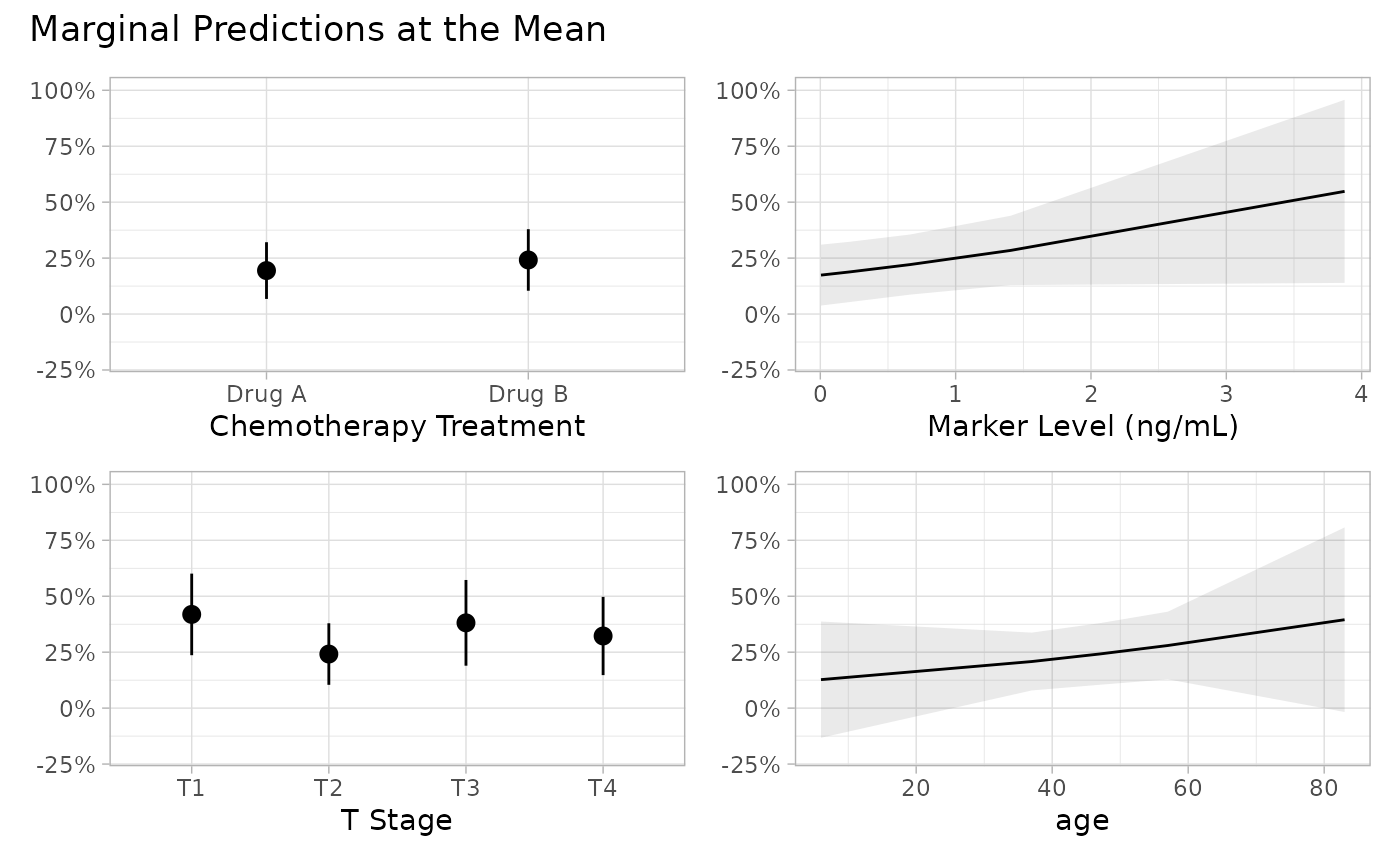 Marginal Predictions at the Mean
100%
75%
50%
25%
0%
-25%
Drug A Drug B
Chemotherapy Treatment
100%
75%
50%
25%
0%
-25%
0 1 2 3 4
Marker Level (ng/mL)
100%
75%
50%
25%
0%
-25%
T1 T2 T3 T4
T Stage
100%
75%
50%
25%
0%
-25%
20 40 60 80
age